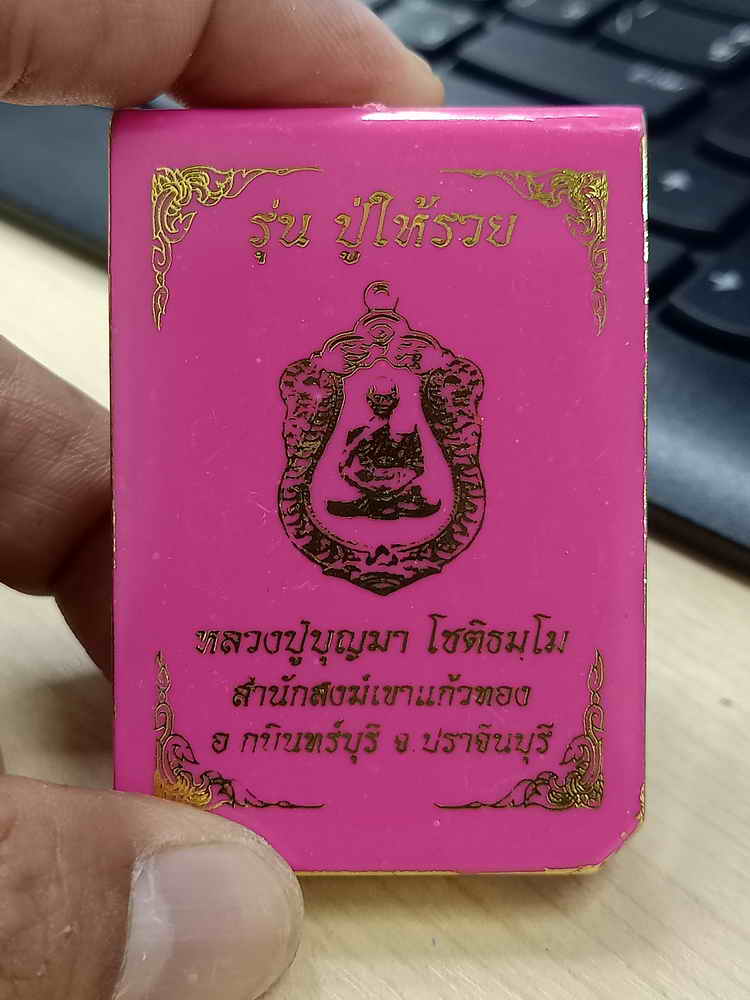 รุ่น ปู่ให้รวย
หลวงปู่บุญมา โชติธมฺโม
สำนักสงฆ์เขาแก้วทอง
อ.กบินทร์บุรี จ.ปราจีนบุรี